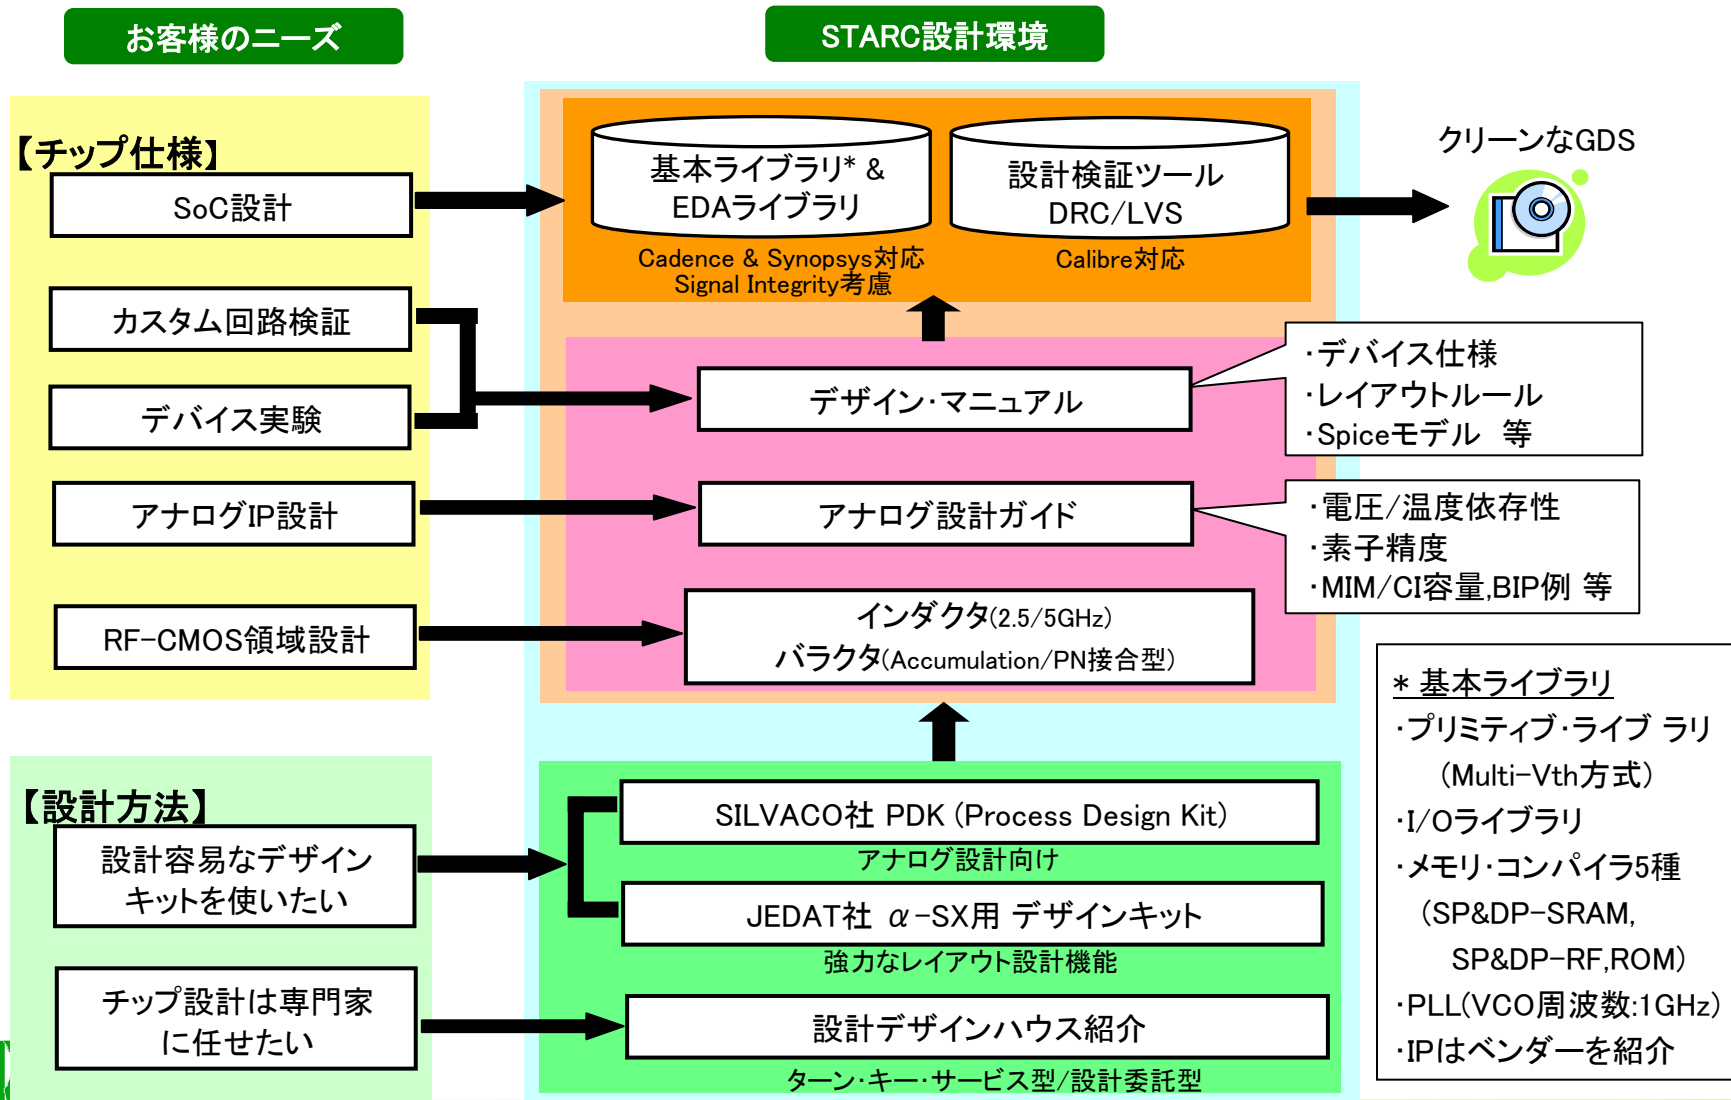 お客様のニーズ
STARC設計環境
【チップ仕様】
SoC設計
カスタム回路検証
デバイス実験
アナログIP設計
RF-CMOS領域設計
基本ライブラリ* &
EDAライブラリ
Cadence & Synopsys対応
Signal Integrity考慮
設計検証ツール
DRC/LVS
Calibre対応
クリーンなGDS
デザイン・マニュアル
・デバイス仕様
・レイアウトルール
・Spiceモデル 等
アナログ設計ガイド
・電圧/温度依存性
・素子精度
・MIM/CI容量,BIP例 等
インダクタ(2.5/5GHz)
バラクタ(Accumulation/PN接合型)
【設計方法】
設計容易なデザイン
キットを使いたい
チップ設計は専門家
に任せたい
SILVACO社 PDK (Process Design Kit)
アナログ設計向け
JEDAT社 α-SX用 デザインキット
強力なレイアウト設計機能
設計デザインハウス紹介
ターン・キー・サービス型/設計委託型
* 基本ライブラリ
・プリミティブ・ライブ ラリ
(Multi-Vth方式)
・I/Oライブラリ
・メモリ・コンパイラ5種
(SP&DP-SRAM,
SP&DP-RF,ROM)
・PLL(VCO周波数:1GHz)
・IPはベンダーを紹介